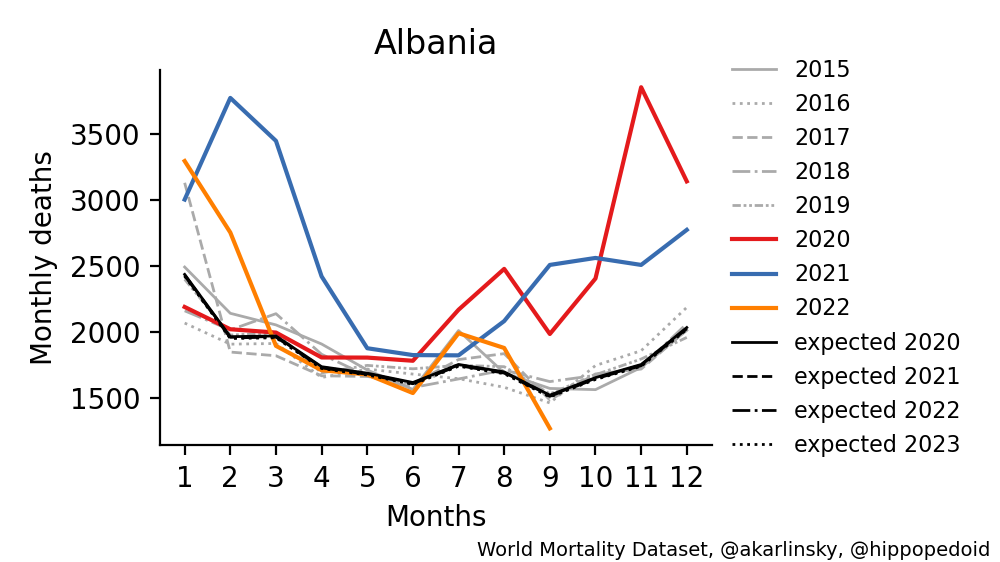 Albania
Monthly deaths
3500
3000
2500
2000
1500
1 2 3 4 5 6 7 8 9 10 11 12
Months
2015
2016
2017
2018
2019
2020
2021
2022
expected 2020
expected 2021
expected 2022
expected 2023
World Mortality Dataset, @akarlinsky, @hippopedoid